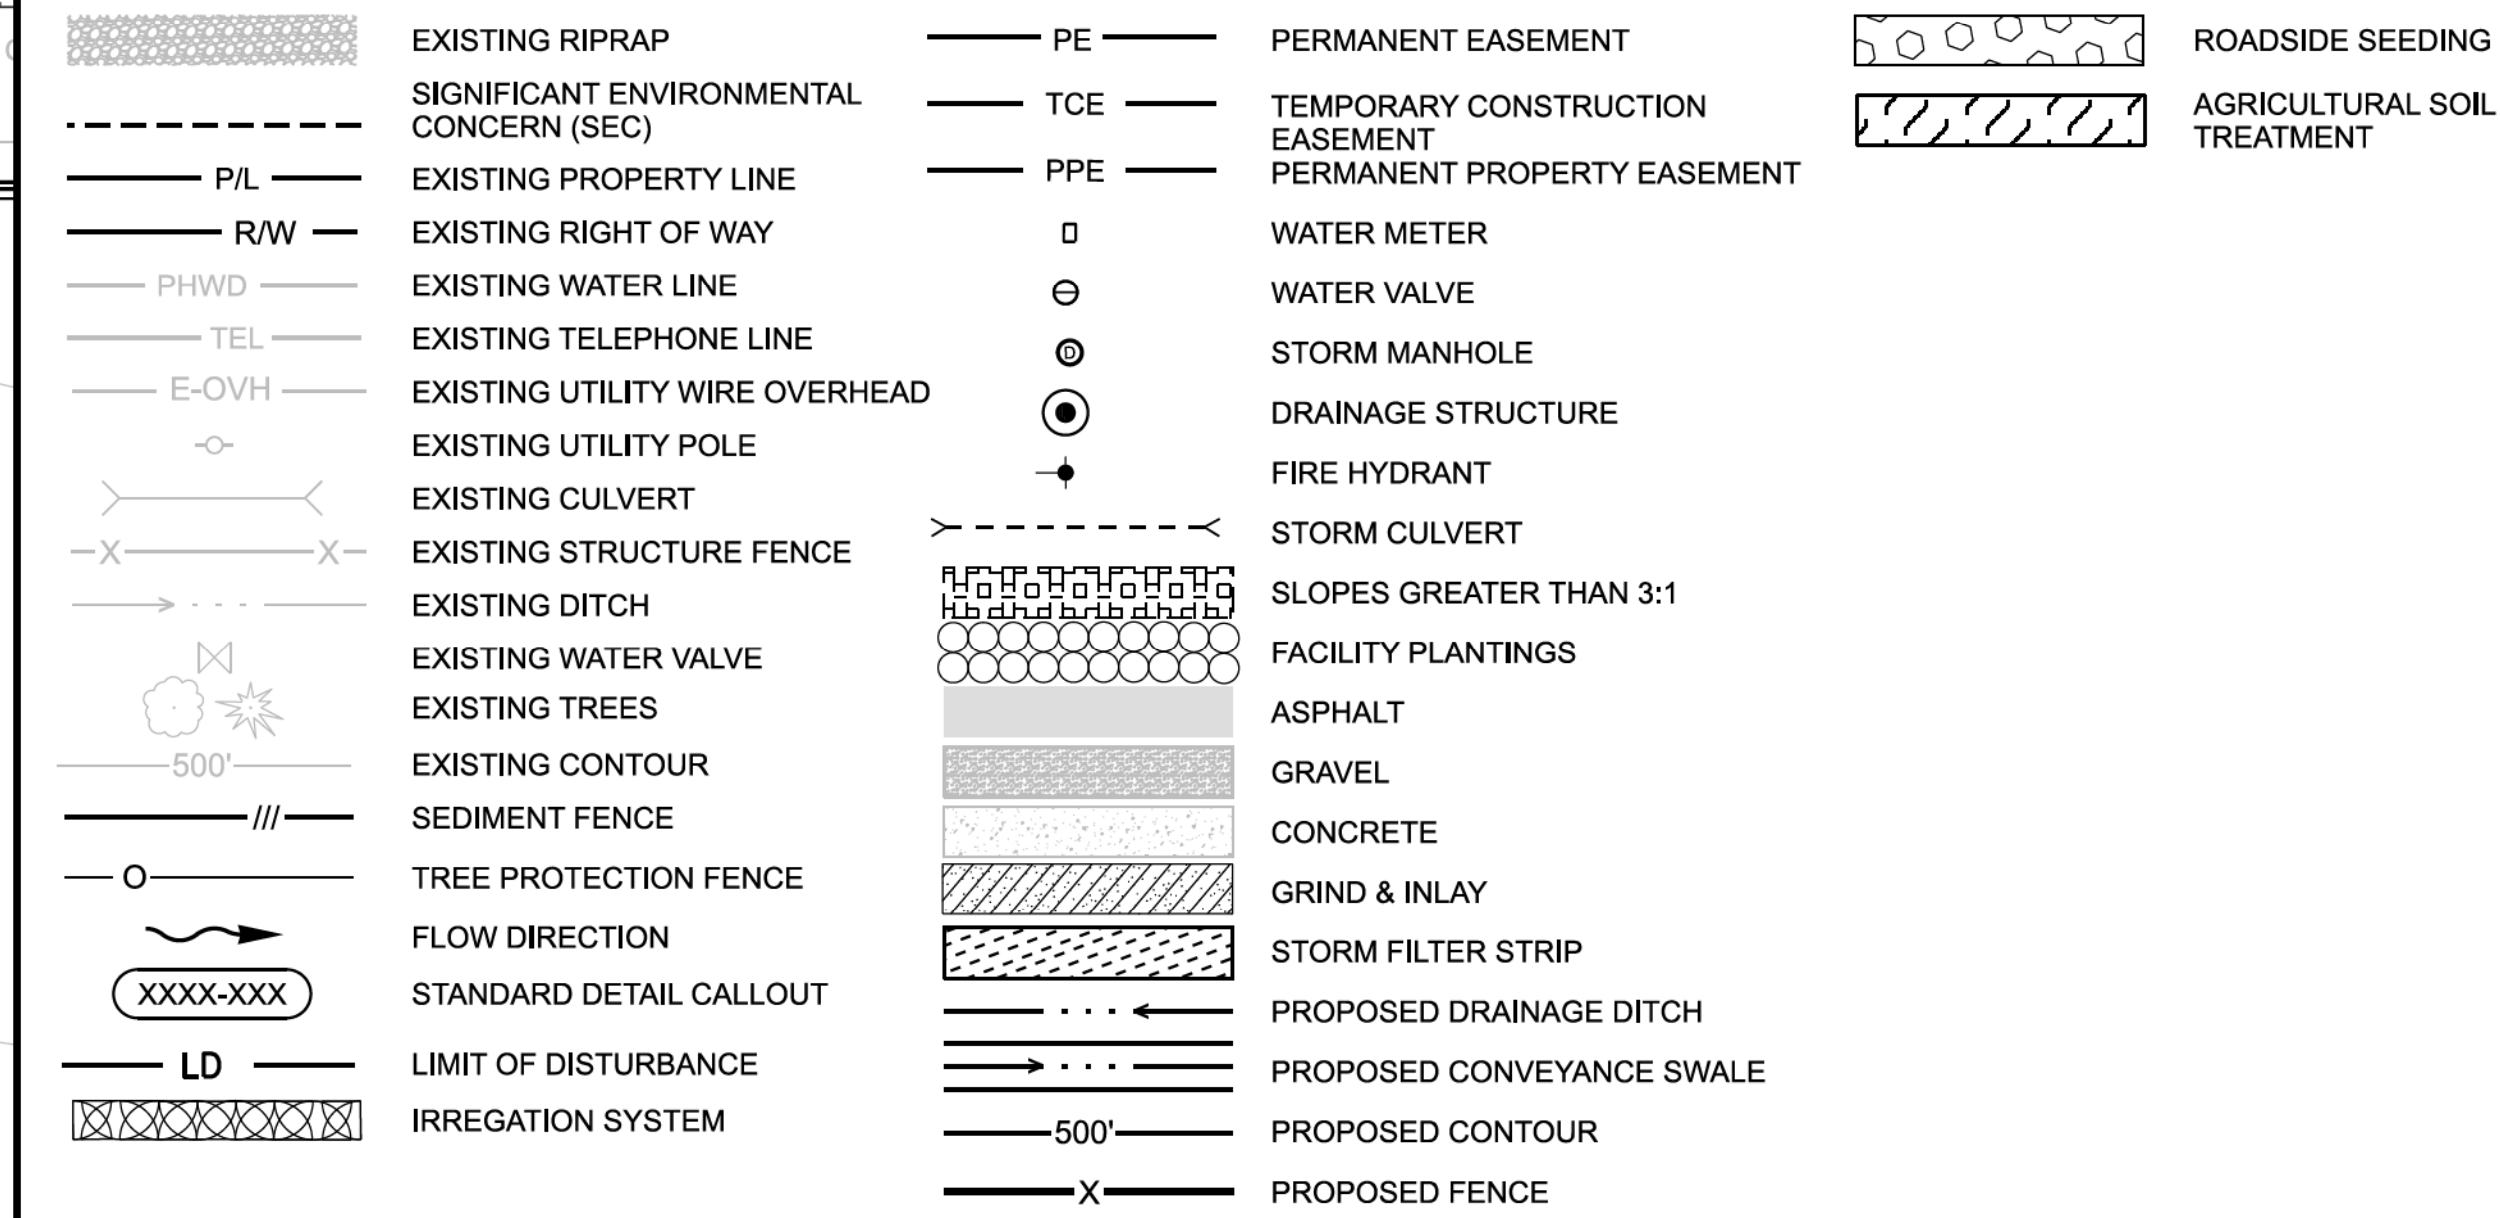 EXISTING RIPRAP
SIGNIFICANT ENVIRONMENTAL
CONCERN (SEC)
P/L EXISTING PROPERTY LINE
R/W EXISTING RIGHT OF WAY
PHWD EXISTING WATER LINE
TEL EXISTING TELEPHONE LINE
E-OVH EXISTING UTILITY WIRE OVERHEAD
EXISTING UTILITY POLE
EXISTING CULVERT
X X EXISTING STRUCTURE FENCE
EXISTING DITCH
EXISTING WATER VALVE
EXISTING TREES
500' EXISTING CONTOUR
/// SEDIMENT FENCE
O TREE PROTECTION FENCE
FLOW DIRECTION
XXXX-XXX STANDARD DETAIL CALLOUT
LD LIMIT OF DISTURBANCE
IRREGATION SYSTEM
PE PERMANENT EASEMENT
TCE TEMPORARY CONSTRUCTION
EASEMENT
PPE PERMANENT PROPERTY EASEMENT
WATER METER
WATER VALVE
D STORM MANHOLE
DRAINAGE STRUCTURE
FIRE HYDRANT
STORM CULVERT
SLOPES GREATER THAN 3:1
FACILITY PLANTINGS
ASPHALT
GRAVEL
CONCRETE
GRIND & INLAY
STORM FILTER STRIP
PROPOSED DRAINAGE DITCH
PROPOSED CONVEYANCE SWALE
500' PROPOSED CONTOUR
X PROPOSED FENCE
ROADSIDE SEEDING
AGRICULTURAL SOIL
TREATMENT